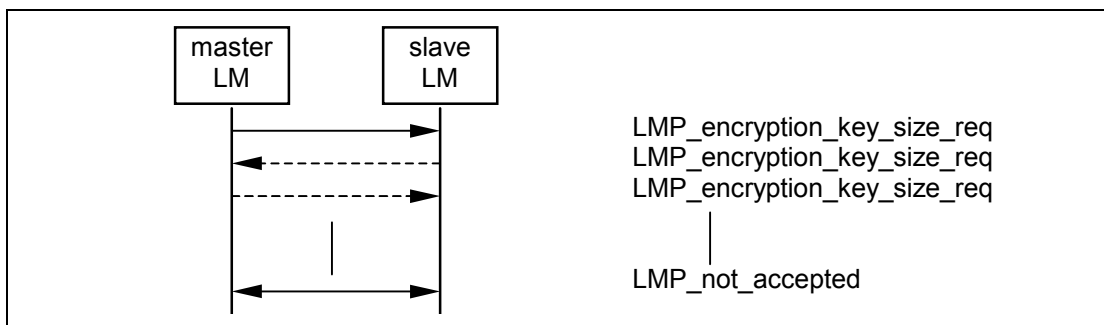 master
LM
slave
LM
LMP_encryption_key_size_req
LMP_encryption_key_size_req
LMP_encryption_key_size_req
LMP_not_accepted